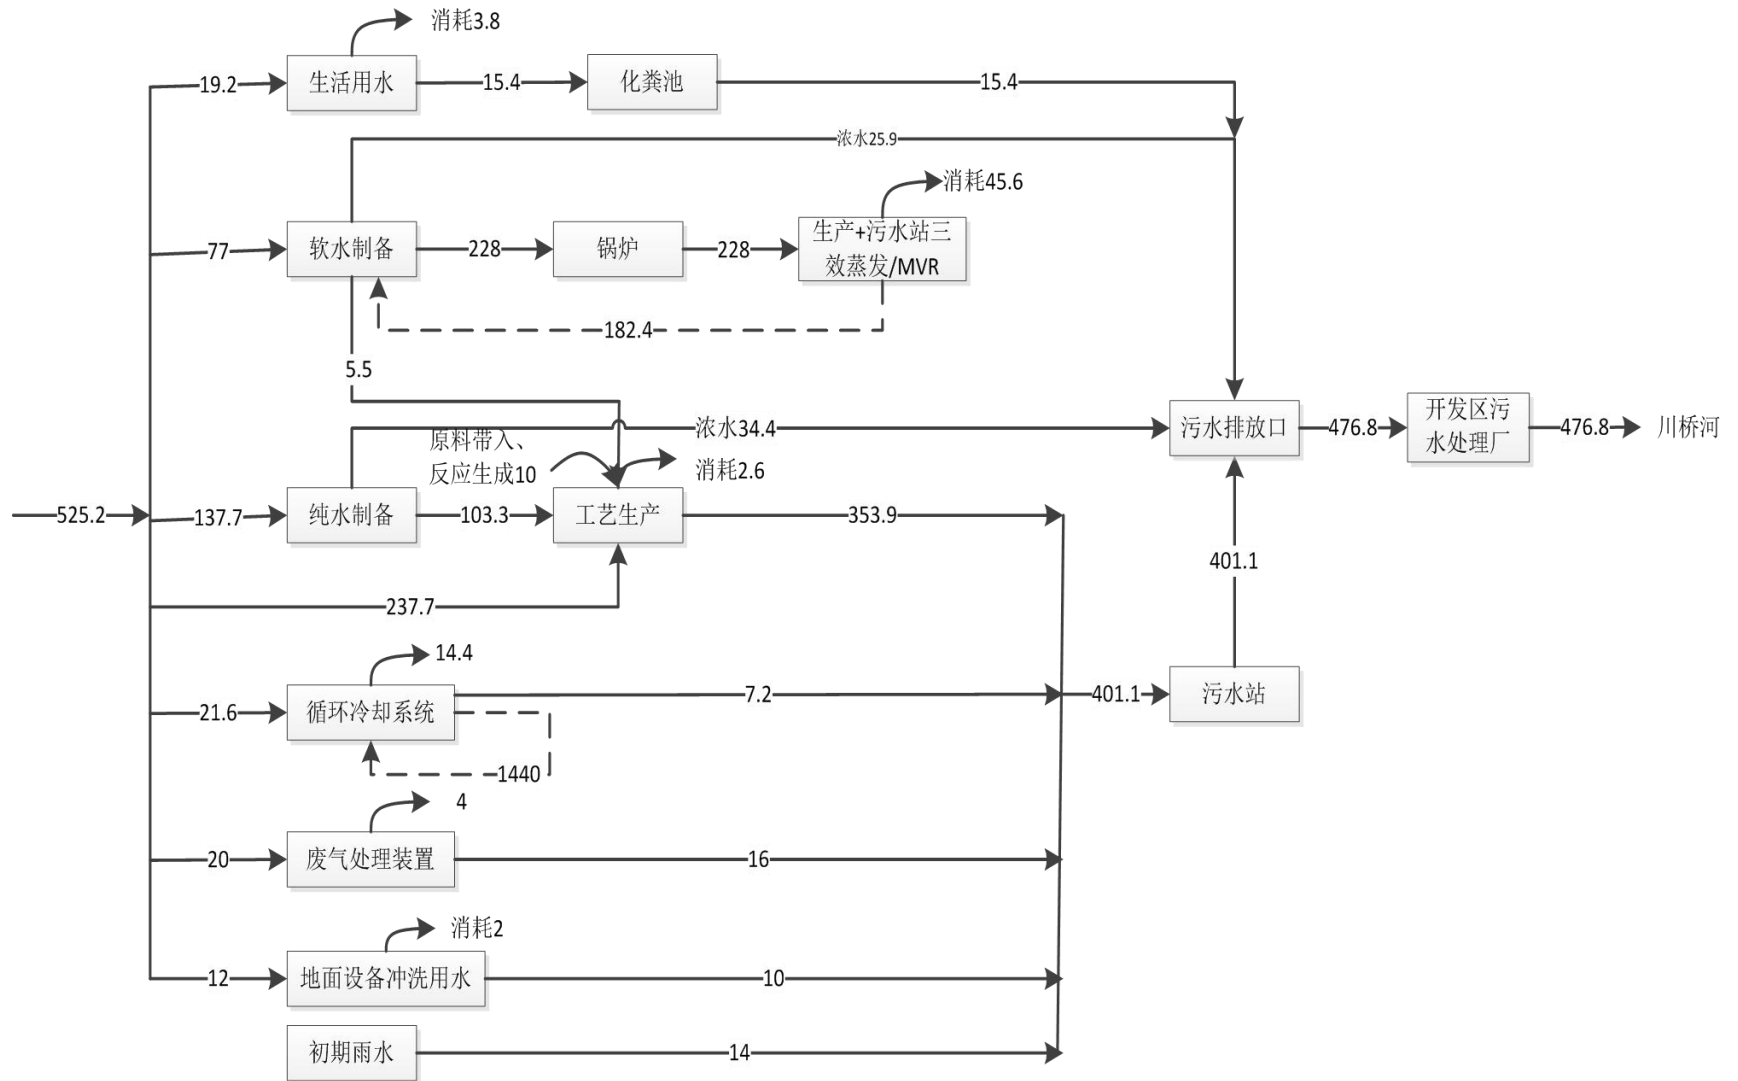 消耗3.8
19.2
生活用水
15.4
化粪池
15.4
浓水25.9
消耗45.6
77
软水制备
228
锅炉
228
生产+污水站三
效蒸发/MVR
182.4
5.5
原料带入、
反应生成10
浓水34.4
消耗2.6
污水排放口
476.8
开发区污
水处理厂
476.8
川桥河
525.2
137.7
纯水制备
103.3
工艺生产
353.9
401.1
237.7
14.4
21.6
循环冷却系统
7.2
401.1
污水站
1440
4
20
废气处理装置
16
消耗2
12
地面设备冲洗用水
10
初期雨水
14